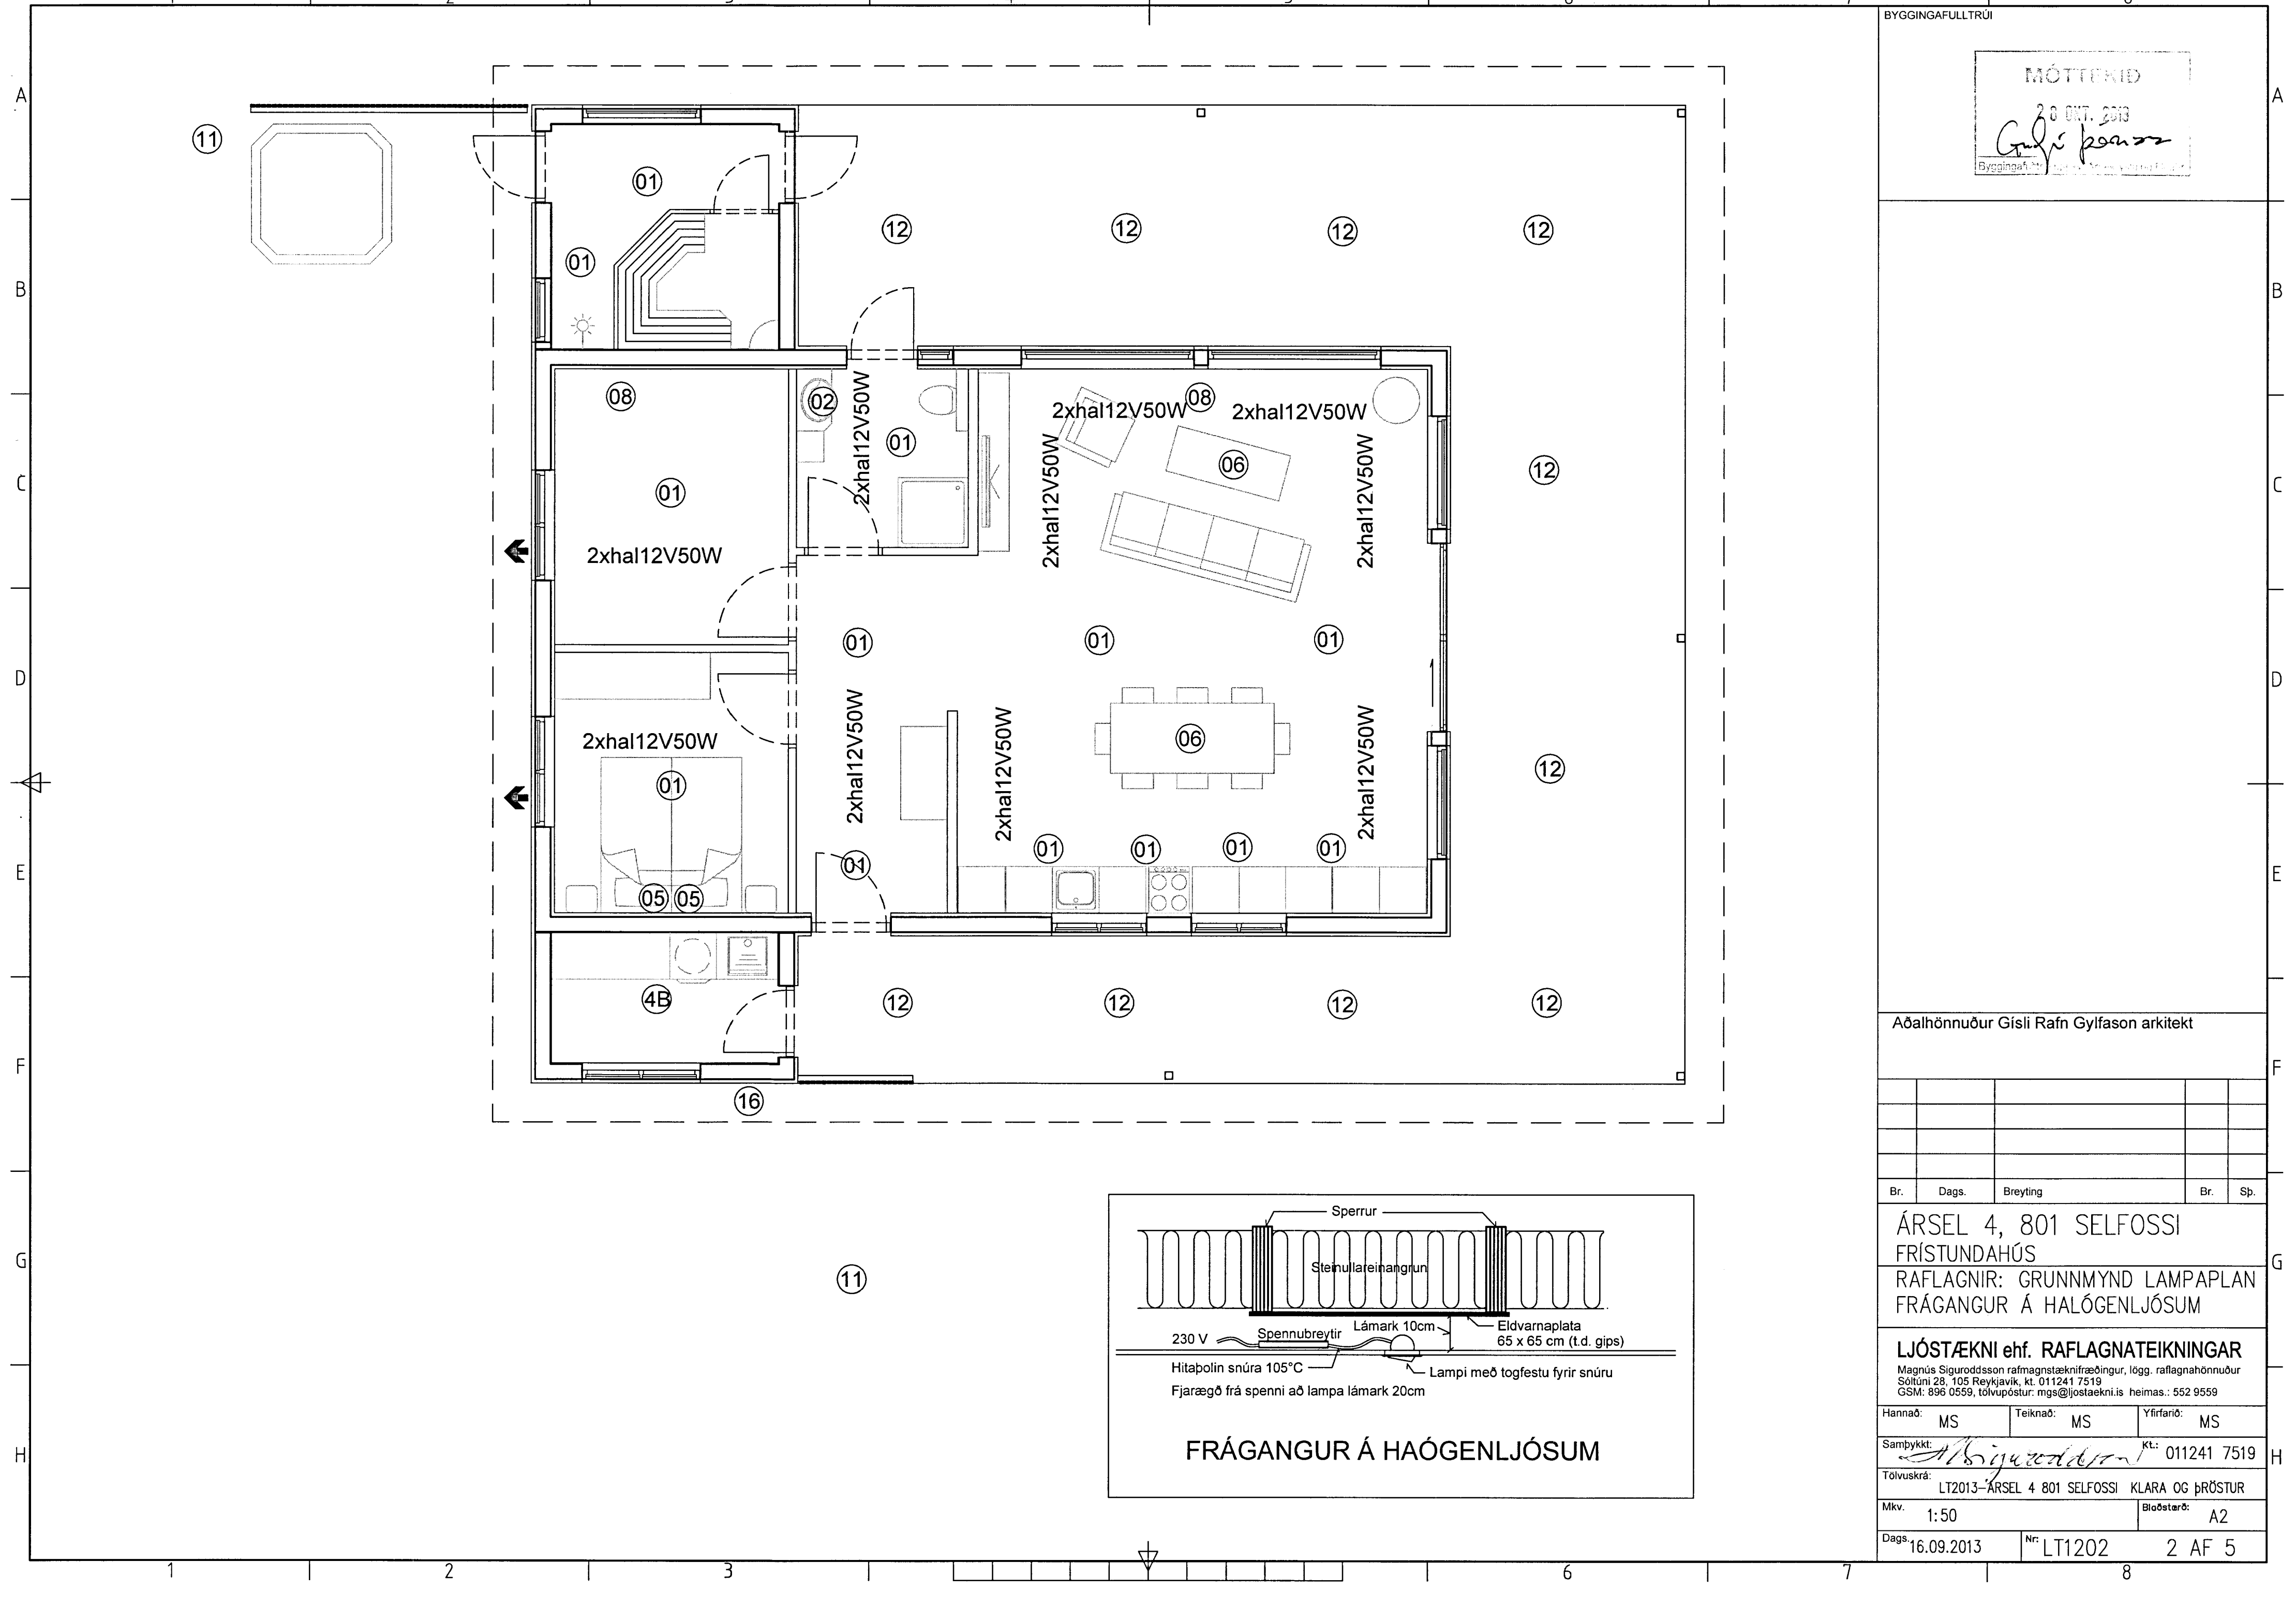 BYGGINGAFULLTRÚI
MÓTTEKIÐ
28 OKT. 2013
A
A
11
01
01
12
12
12
12
B
B
08
02
01
2xhal12V50W
2xhal12V50W
08
2xhal12V50W
06
2xhal12V50W
2xhal12V50W
12
C
C
01
2xhal12V50W
01
01
01
D
D
2xhal12V50W
01
2xhal12V50W
2xhal12V50W
06
2xhal12V50W
12
01
01
01
01
01
05
05
E
E
4B
12
12
12
12
F
F
16
Aðalhönnuður Gísli Rafn Gylfason arkitekt
Br.
Dags.
Breyting
Br.
Sþ.
G
G
11
Sperrur
Steinullareinangrun
230 V
Spennubreytir
Lámark 10cm
Eldvarnaplata
65 x 65 cm (t.d. gips)
Hitaþolin snúra 105°C
Lampi með togfestu fyrir snúru
Fjarægð frá spenni að lampa lámark 20cm
FRÁGANGUR Á HAÓGENLJÓSUM
ÁRSEL 4, 801 SELFOSSI
FRÍSTUNDAHÚS
RAFLAGNIR: GRUNNMYND LAMPAPLAN
FRÁGANGUR Á HALÓGENLJÓSUM
LJÓSTÆKNI ehf. RAFLAGNATEIKNINGAR
Magnús Siguroddsson rafmagnstæknifræðingur, lögg. raflagnahönnuður
Sóltúni 28, 105 Reykjavík, kt. 011241 7519
GSM: 896 0559, tölvupóstur: mgs@ljostaekni.is heimas.: 552 9559
Hannað: MS
Teiknað: MS
Yfirfarið: MS
H
H
Samþykkt:
Kt.: 011241 7519
Tölvuskrá:
LT2013-ÁRSEL 4 801 SELFOSSI KLARA OG ÞRÖSTUR
Mkv. 1:50
Blaðstærð: A2
Dags. 16.09.2013
Nr: LT1202
2 AF 5
1
2
3
6
7
8